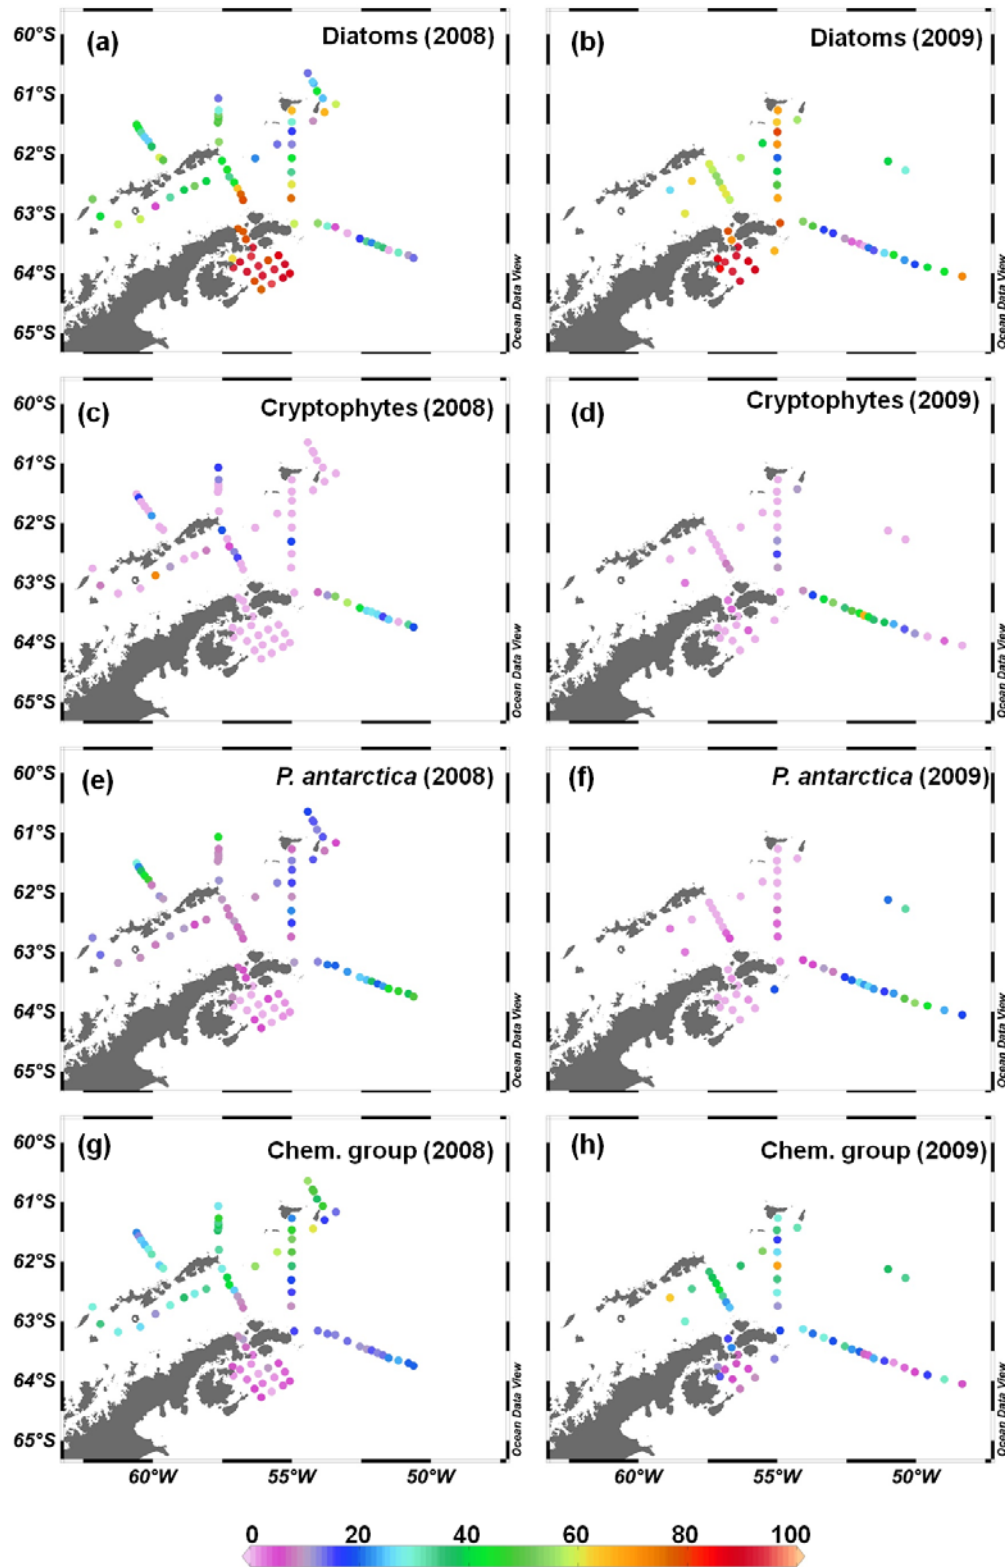 (a) Diatoms (2008)
(b) Diatoms (2009)
60°S
61°S
62°S
63°S
64°S
65°S
Ocean Data View
Ocean Data View
(c) Cryptophytes (2008)
(d) Cryptophytes (2009)
60°S
61°S
62°S
63°S
64°S
65°S
Ocean Data View
Ocean Data View
(e) P. antarctica (2008)
(f) P. antarctica (2009)
60°S
61°S
62°S
63°S
64°S
65°S
Ocean Data View
Ocean Data View
(g) Chem. group (2008)
(h) Chem. group (2009)
60°S
61°S
62°S
63°S
64°S
65°S
Ocean Data View
Ocean Data View
60°W 55°W 50°W 60°W 55°W 50°W
0 20 40 60 80 100